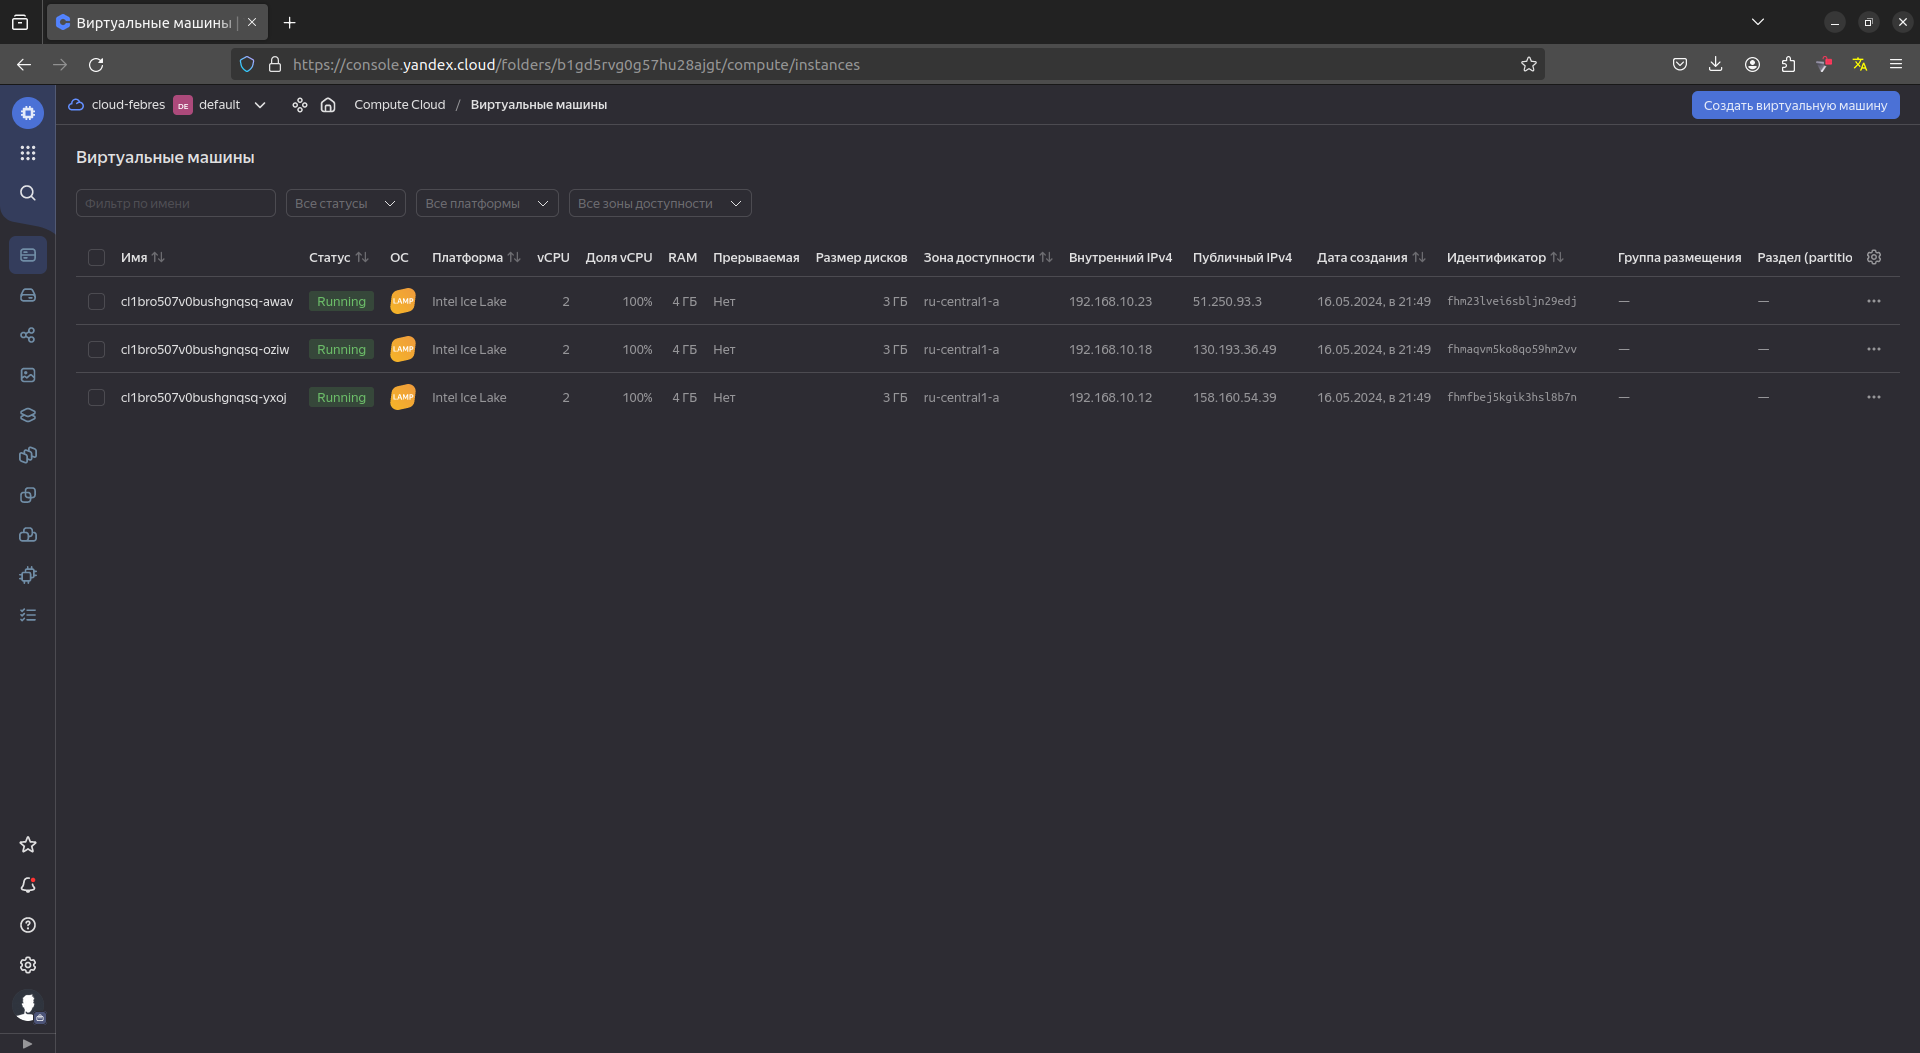 Виртуальные машины |
https://console.yandex.cloud/folders/b1gd5rvg0g57hu28ajgt/compute/instances
cloud-febres DE default Compute Cloud / Виртуальные машины Создать виртуальную машину
Виртуальные машины
Фильтр по имени Все статусы Все платформы Все зоны доступности
Имя Статус ОС Платформа vCPU Доля vCPU RAM Прерываемая Размер дисков Зона доступности Внутренний IPv4 Публичный IPv4 Дата создания Идентификатор Группа размещения Раздел (partitio
cl1bro507v0bushgnqsq-awav Running LAMP Intel Ice Lake 2 100% 4 ГБ Нет 3 ГБ ru-central1-a 192.168.10.23 51.250.93.3 16.05.2024, в 21:49 fhm23lvei6sbljn29edj — —
cl1bro507v0bushgnqsq-oziw Running LAMP Intel Ice Lake 2 100% 4 ГБ Нет 3 ГБ ru-central1-a 192.168.10.18 130.193.36.49 16.05.2024, в 21:49 fhmaqvm5ko8qo59hm2vv — —
cl1bro507v0bushgnqsq-yxoj Running LAMP Intel Ice Lake 2 100% 4 ГБ Нет 3 ГБ ru-central1-a 192.168.10.12 158.160.54.39 16.05.2024, в 21:49 fhmfbej5kgik3hsl8b7n — —